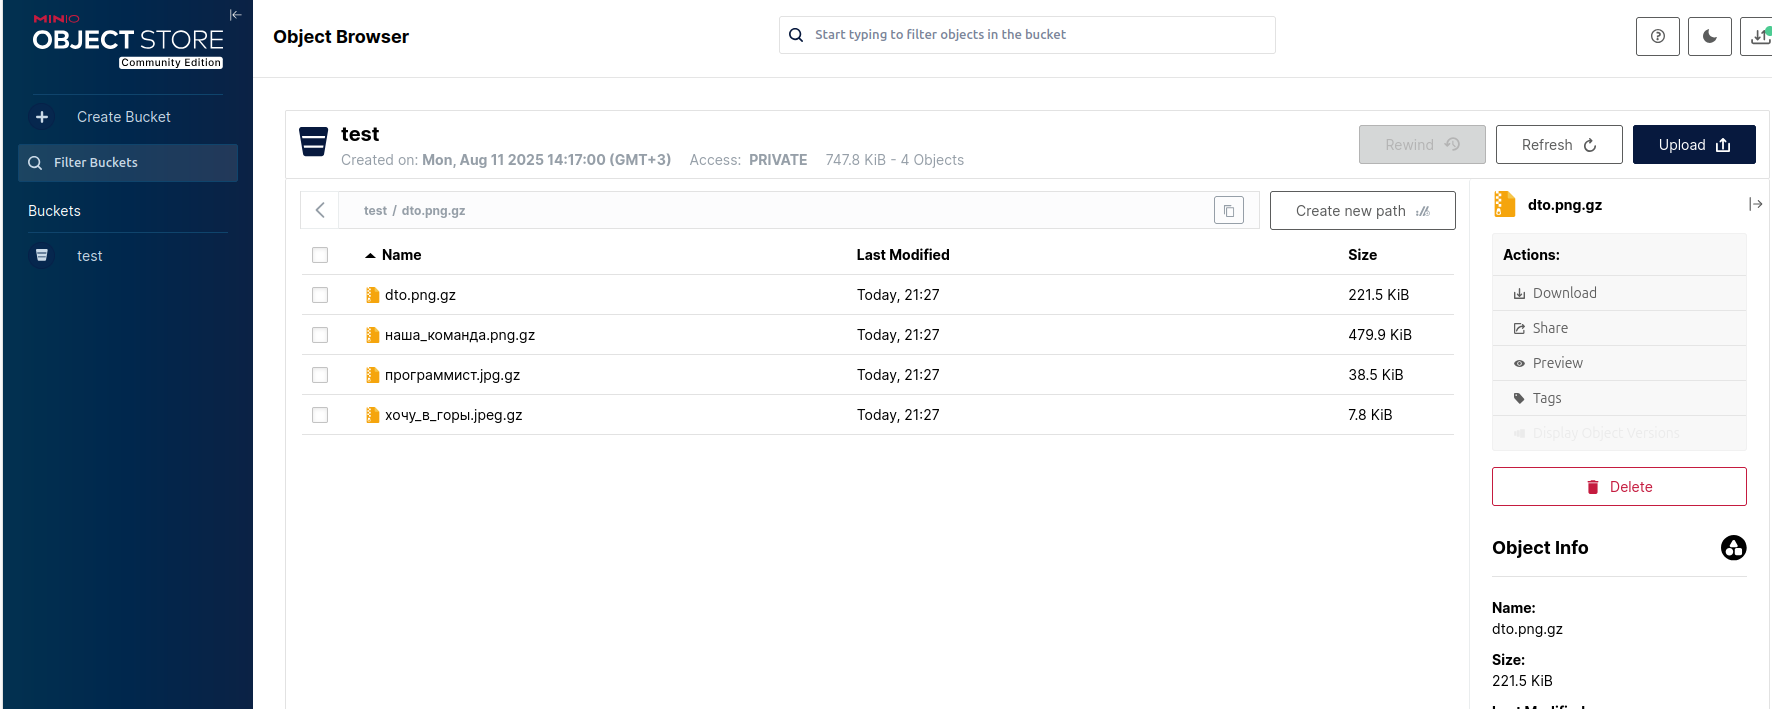 MINIO
OBJECT STORE
Community Edition
Create Bucket
Filter Buckets
Buckets
test
Object Browser
Start typing to filter objects in the bucket
test
Created on: Mon, Aug 11 2025 14:17:00 (GMT+3) Access: PRIVATE 747.8 KiB - 4 Objects
Rewind
Refresh
Upload
test / dto.png.gz
Create new path
Name Last Modified Size
dto.png.gz Today, 21:27 221.5 KiB
наша_команда.png.gz Today, 21:27 479.9 KiB
программист.jpg.gz Today, 21:27 38.5 KiB
хочу_в_горы.jpeg.gz Today, 21:27 7.8 KiB
dto.png.gz
Actions:
Download
Share
Preview
Tags
Display Object Versions
Delete
Object Info
Name:
dto.png.gz
Size:
221.5 KiB